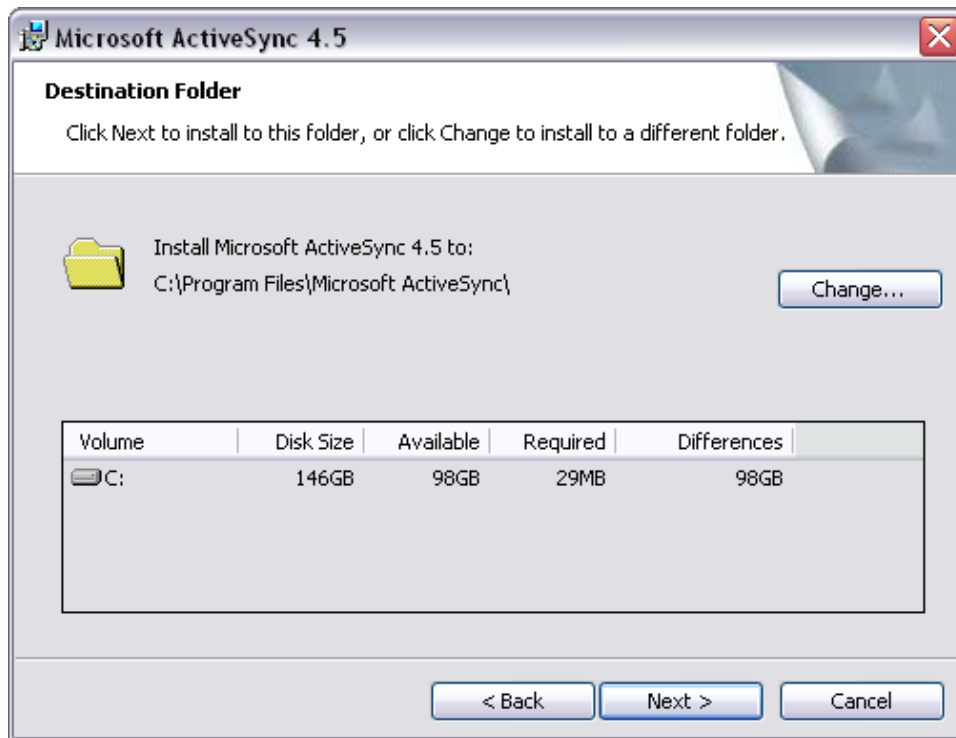 Microsoft ActiveSync 4.5
Destination Folder
Click Next to install to this folder, or click Change to install to a different folder.
Install Microsoft ActiveSync 4.5 to:
C:\Program Files\Microsoft ActiveSync\
Change...
Volume Disk Size Available Required Differences
C: 146GB 98GB 29MB 98GB
< Back Next > Cancel